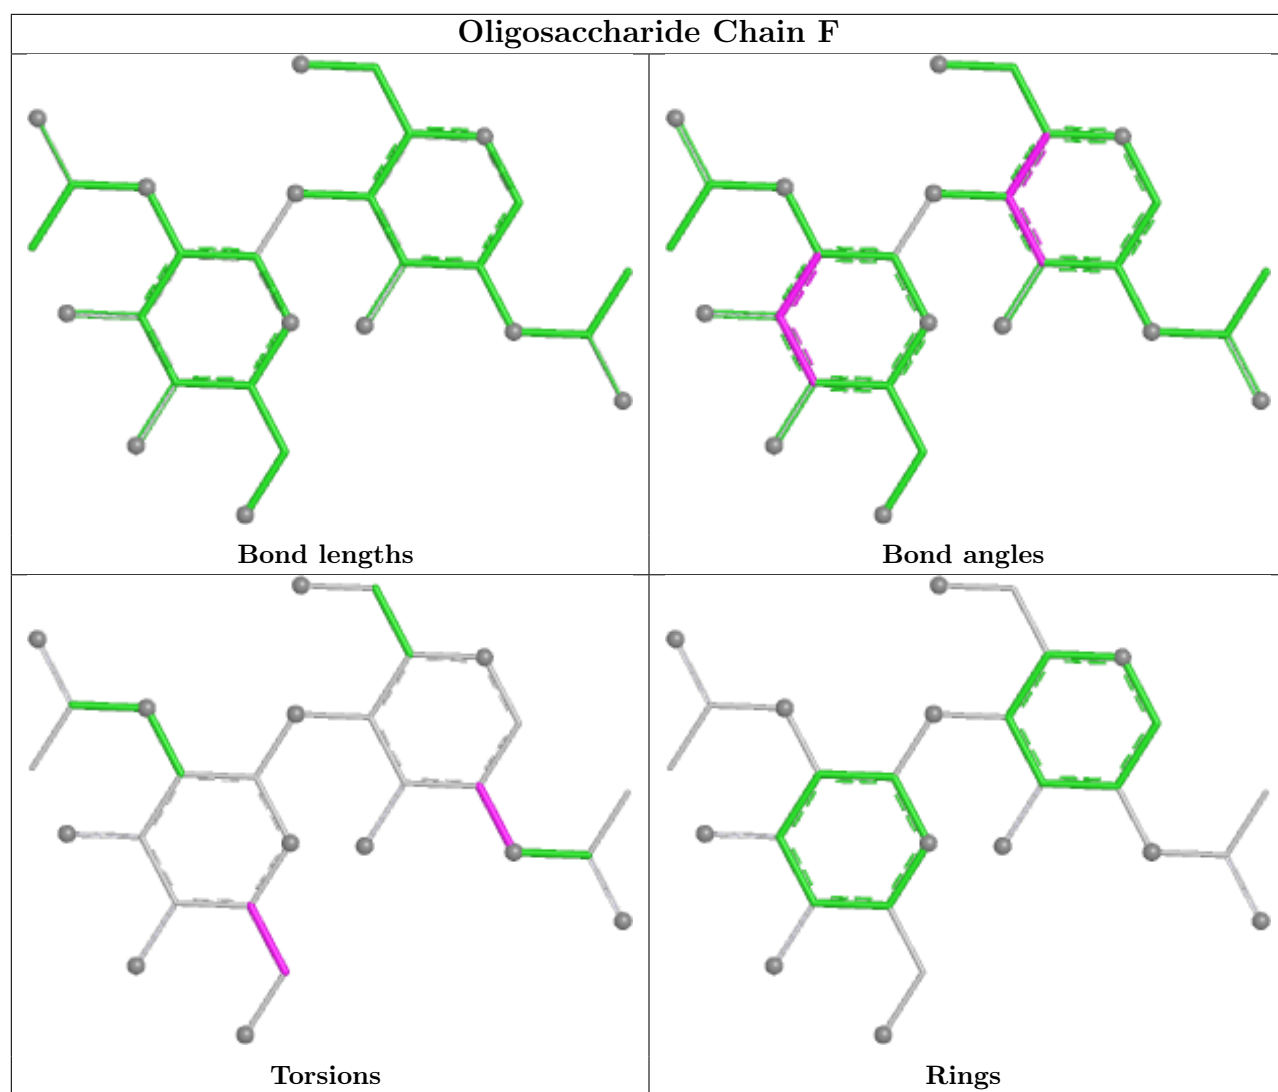 Oligosaccharide Chain F
Bond lengths
Bond angles
Torsions
Rings